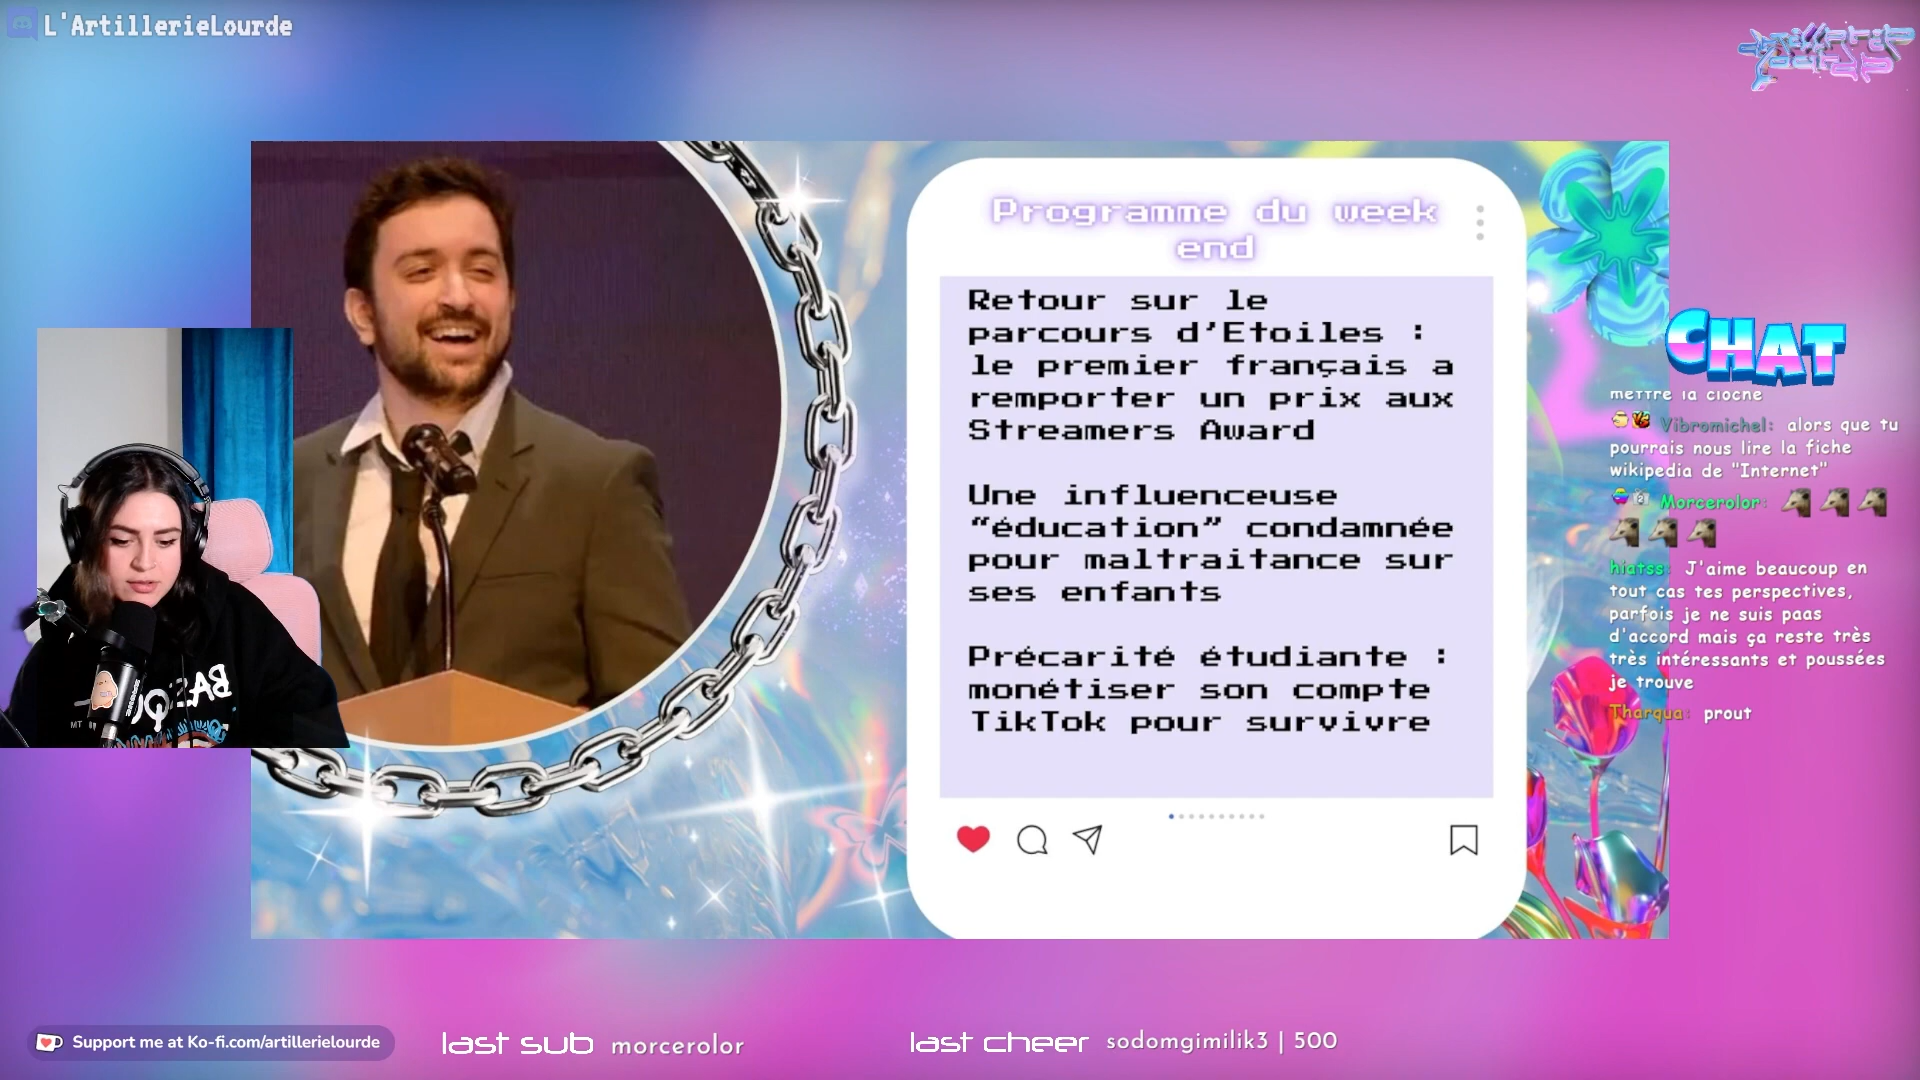 L'ArtillerieLourde
Programme du week
end
Retour sur le
parcours d'Etoiles :
le premier français a
remporter un prix aux
Streamers Award
Une influenceuse
“éducation” condamnée
pour maltraitance sur
ses enfants
Précarité étudiante :
monétiser son compte
TikTok pour survivre
CHAT
mettre la cloche
Vibromichel: alors que tu
pourrais nous lire la fiche
wikipedia de "Internet"
Morcerolor:
hiatss: J'aime beaucoup en
tout cas tes perspectives,
parfois je ne suis paas
d'accord mais ça reste très
très intéressants et poussées
je trouve
Tharqua: prout
Support me at Ko-fi.com/artillerielourde
last sub morcerolor
last cheer sodomgimilik3 | 500